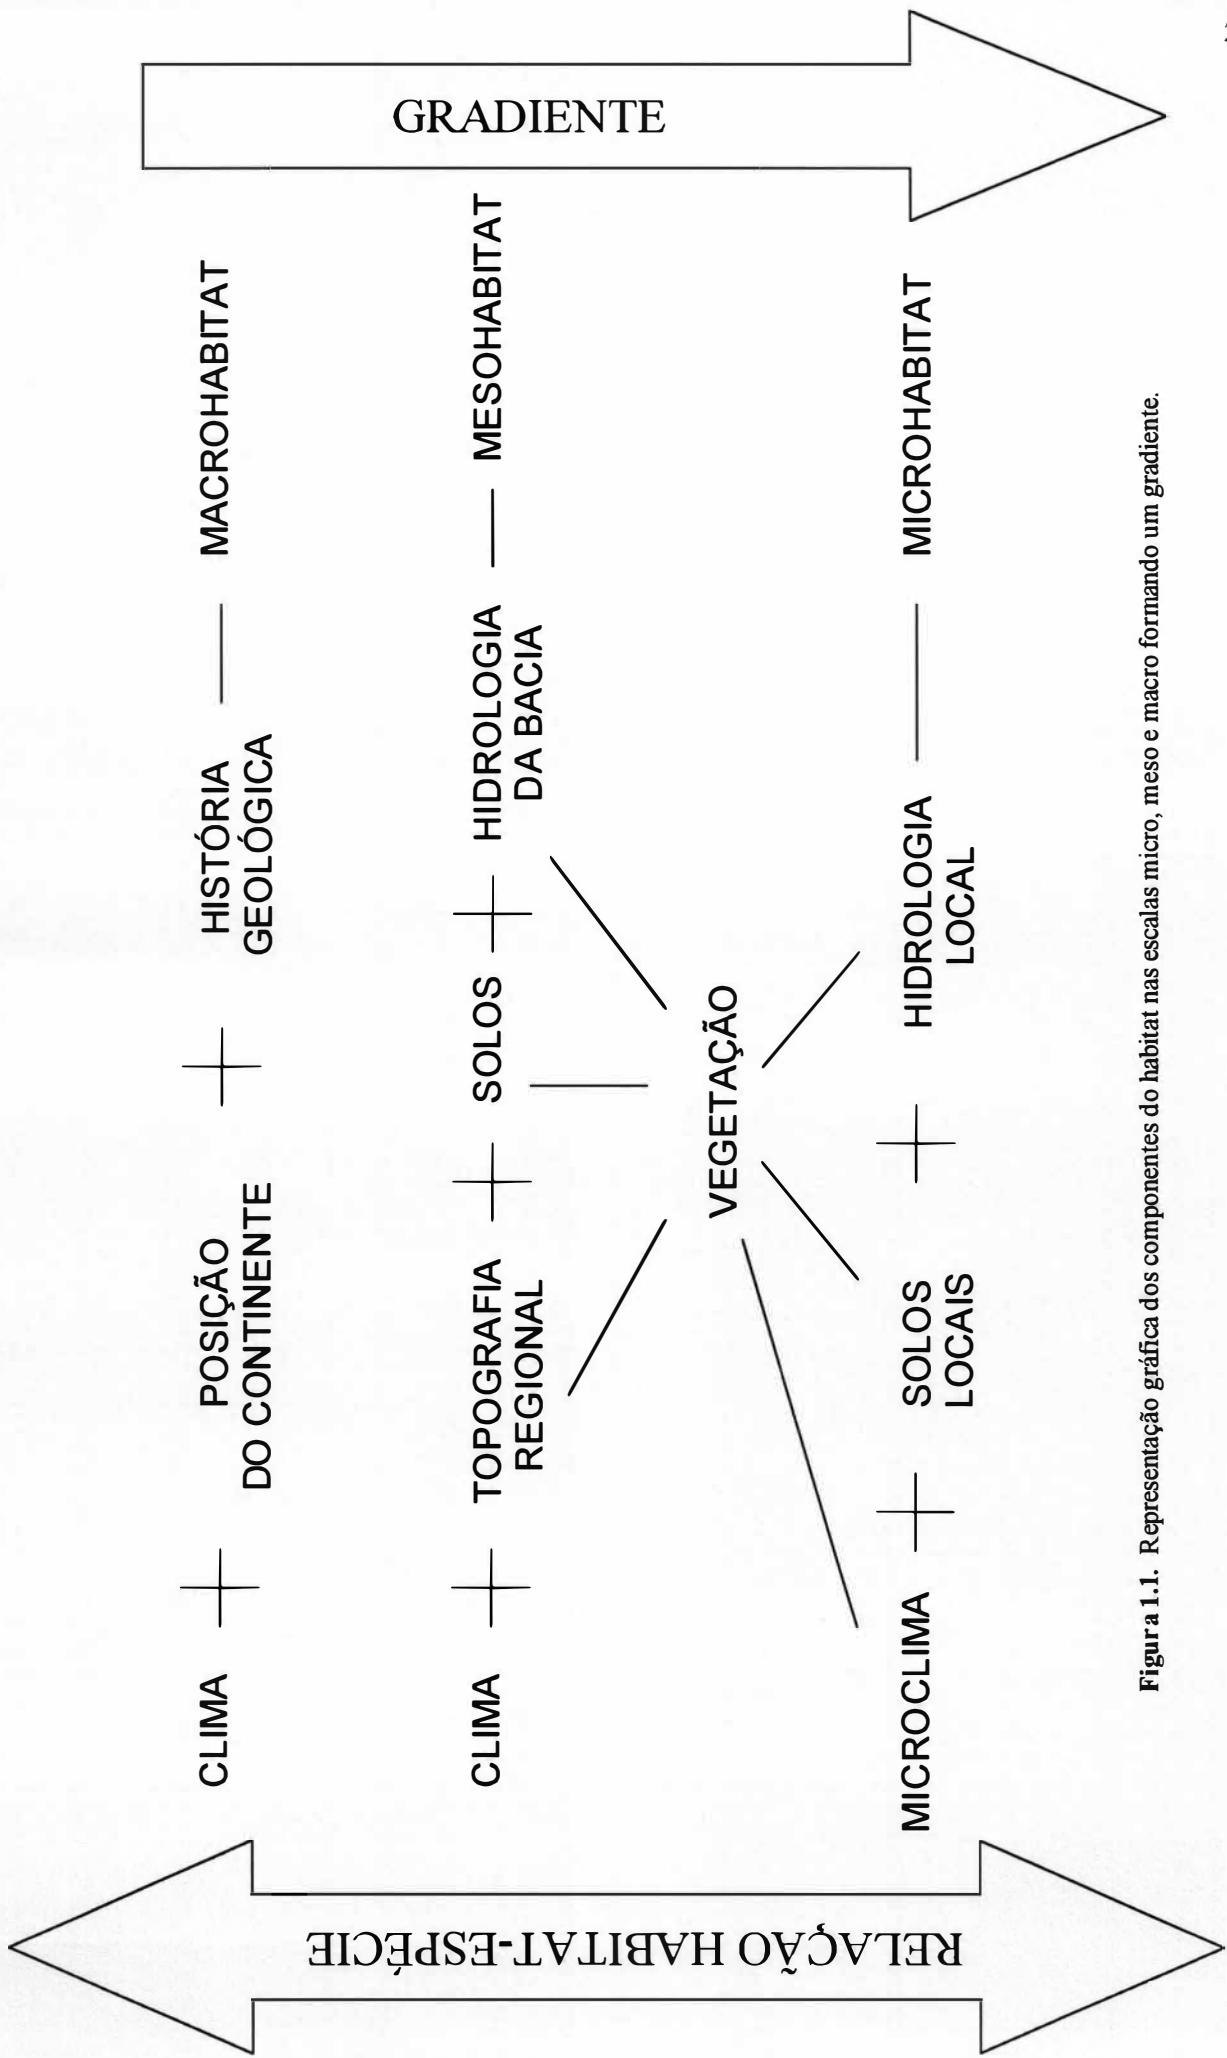 RELAÇÃO HABITAT-ESPÉCIE
CLIMA + POSIÇÃO
DO CONTINENTE + HISTÓRIA
GEOLÓGICA — MACROHABITAT
CLIMA + TOPOGRAFIA
REGIONAL + SOLOS + HIDROLOGIA
DA BACIA — MESOHABITAT
VEGETAÇÃO
MICROCLIMA + SOLOS
LOCAIS + HIDROLOGIA
LOCAL — MICROHABITAT
GRADIENTE
Figura 1.1. Representação gráfica dos componentes do habitat nas escalas micro, meso e macro formando um gradiente.